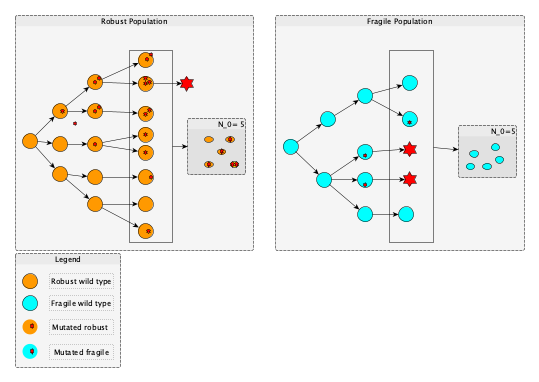 Robust Population
Fragile Population
N_0= 5
N_0= 5
Legend
Robust wild type
Fragile wild type
Mutated robust
Mutated fragile